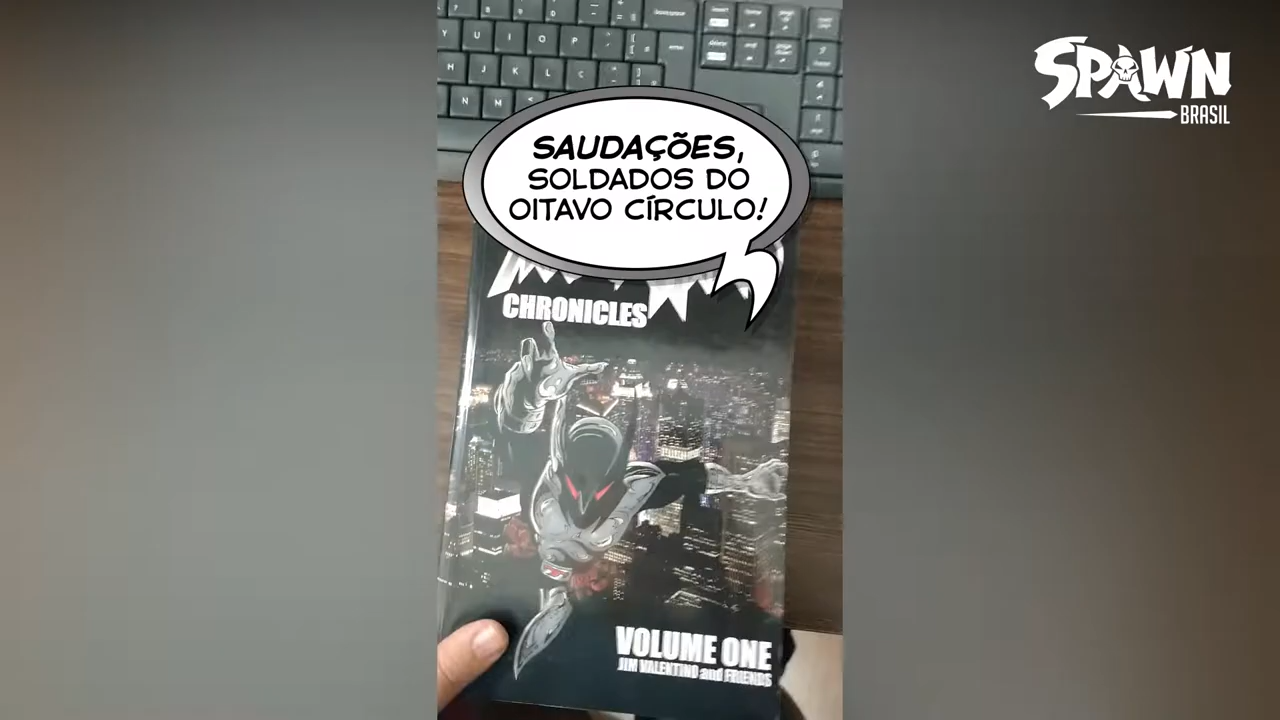 SPAWN
BRASIL
SAUDAÇÕES,
SOLDADOS DO
OITAVO CÍRCULO!
CHRONICLES
VOLUME ONE
JIM VALENTINO and FRIENDS
Y U I O P
H J K L Ç
N M